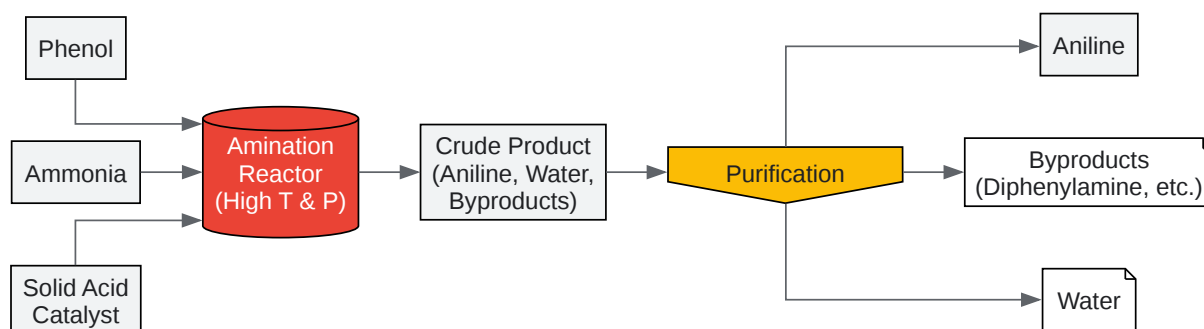 Phenol
Ammonia
Solid Acid
Catalyst
Amination
Reactor
(High T & P)
Crude Product
(Aniline, Water,
Byproducts)
Purification
Aniline
Byproducts
(Diphenylamine, etc.)
Water